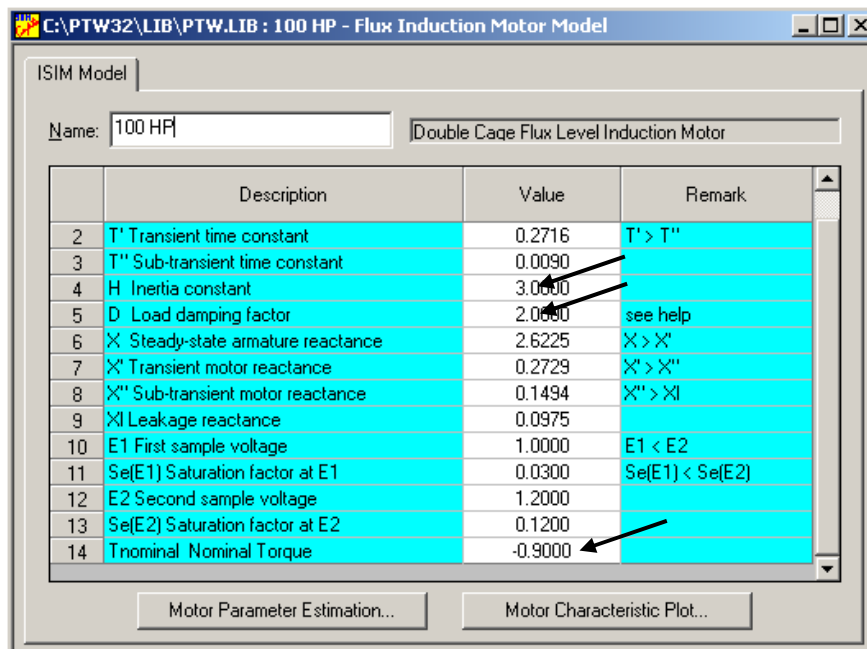 C:\PTW32\LIB\PTW.LIB : 100 HP - Flux Induction Motor Model
ISIM Model
Name: 100 HP Double Cage Flux Level Induction Motor
Description Value Remark
2 T' Transient time constant 0.2716 T' > T''
3 T'' Sub-transient time constant 0.0090
4 H Inertia constant 3.0000
5 D Load damping factor 2.0000 see help
6 X Steady-state armature reactance 2.6225 X > X'
7 X' Transient motor reactance 0.2729 X' > X''
8 X'' Sub-transient motor reactance 0.1494 X'' > Xl
9 Xl Leakage reactance 0.0975
10 E1 First sample voltage 1.0000 E1 < E2
11 Se(E1) Saturation factor at E1 0.0300 Se(E1) < Se(E2)
12 E2 Second sample voltage 1.2000
13 Se(E2) Saturation factor at E2 0.1200
14 Tnominal Nominal Torque -0.9000
Motor Parameter Estimation... Motor Characteristic Plot...